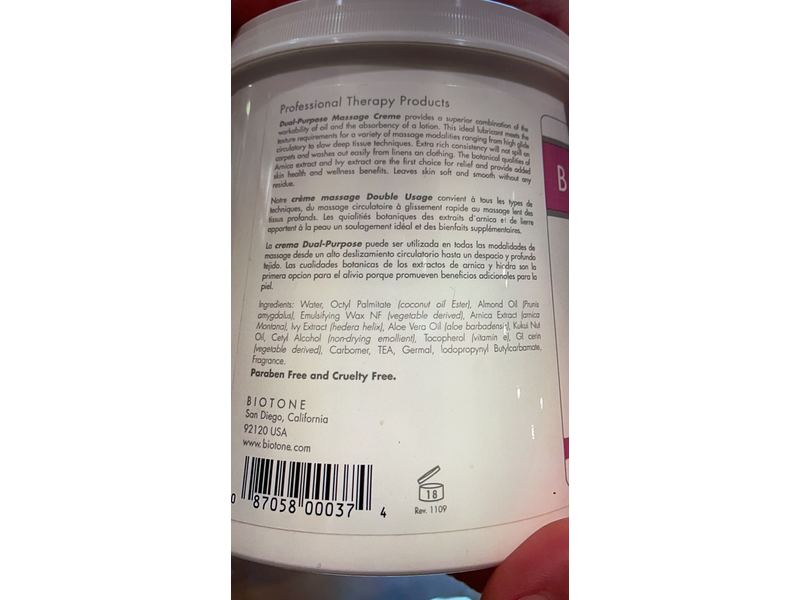 Professional Therapy Products
Dual-Purpose Massage Creme provides a superior combination of the
workability of oil and the absorbency of a lotion. This ideal lubricant meets the
texture requirements for a variety of massage modalities ranging from high glide
circulatory to slow deep tissue techniques. Extra rich consistency will not spill on
carpets and washes out easily from linens an clothing. The botanical qualities of
Arnica extract and Ivy extract are the first choice for relief and provide added
skin health and wellness benefits. Leaves skin soft and smooth without any
residue.
Notre crème massage Double Usage convient à tous les types de
techniques, du massage circulatoire à glissement rapide au massage lent des
tissus profonds. Les quialitiés botaniques des extraits d'arnica et de lierre
apportent à la peau un soulagement idéal et des bienfaits supplémentaires.
La crema Dual-Purpose puede ser utilizada en todas las modalidades de
masaje desde un alto deslizamiento circulatorio hasta un despacio y profundo
tejido. Las cualidades botanicas de los extractos de arnica y hiedra son la
primera opcion para el alivio porque promueven beneficios adicionales para la
piel.
Ingredients: Water, Octyl Palmitate (coconut oil Ester), Almond Oil (Prunis
amygdalus), Emulsifying Wax NF (vegetable derived), Arnica Extract (arnica
Montana), Ivy Extract (hedera helix), Aloe Vera Oil (aloe barbadensis), Kukui Nut
Oil, Cetyl Alcohol (non-drying emollient), Tocopherol (vitamin e), Gl cerin
(vegetable derived), Carbomer, TEA, Germal, Iodopropynyl Butylcarbamate,
Fragrance.
Paraben Free and Cruelty Free.
BIOTONE
San Diego, California
92120 USA
www.biotone.com
0 87058 00037 4
18
Rev. 1109
B